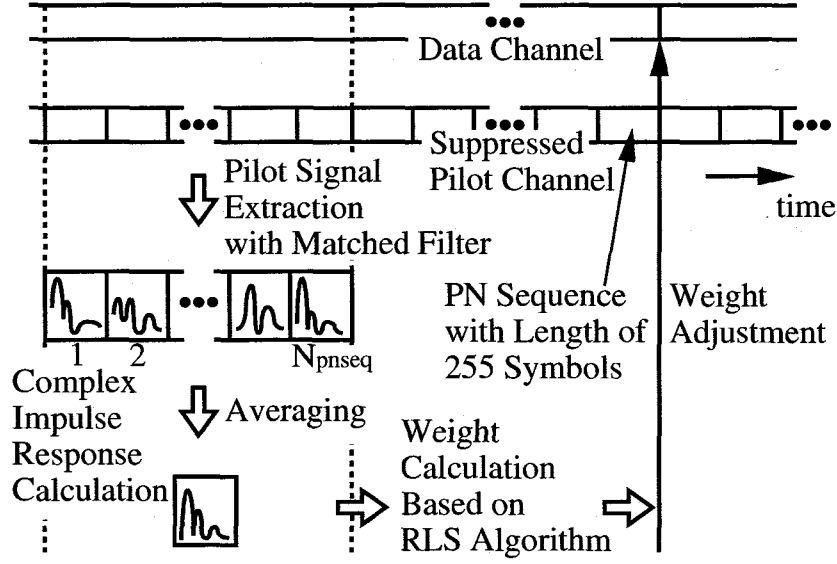 Data Channel
Suppressed
Pilot Channel
time
Pilot Signal
Extraction
with Matched Filter
PN Sequence
with Length of
255 Symbols
Weight
Adjustment
1 2 Npnseq
Complex
Impulse
Response
Calculation
Averaging
Weight
Calculation
Based on
RLS Algorithm